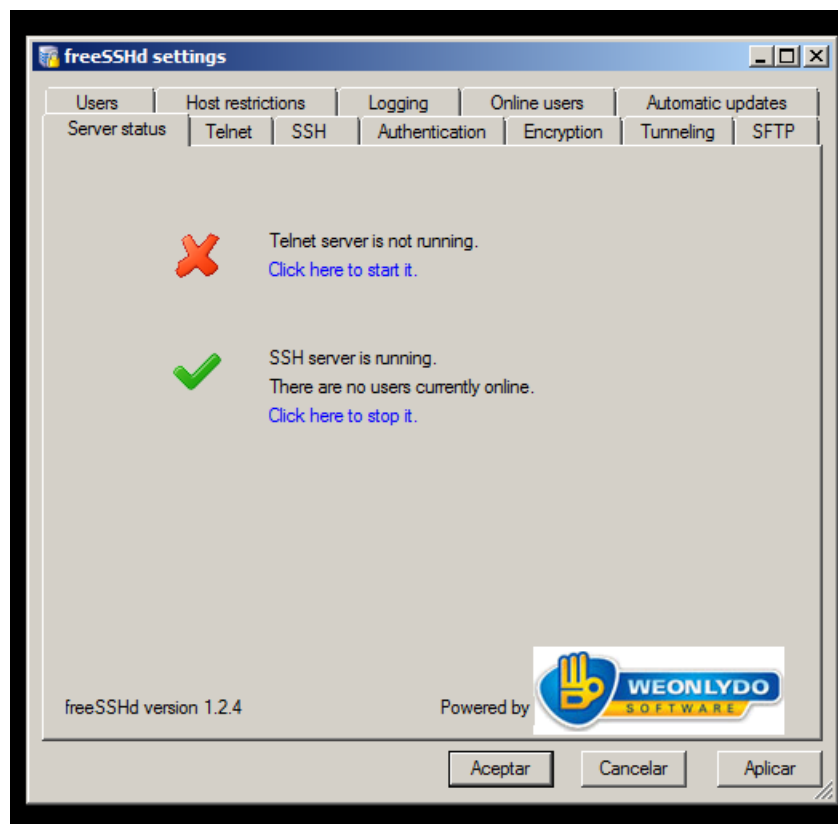 freeSSHd settings
Users Host restrictions Logging Online users Automatic updates
Server status Telnet SSH Authentication Encryption Tunneling SFTP
Telnet server is not running.
Click here to start it.
SSH server is running.
There are no users currently online.
Click here to stop it.
freeSSHd version 1.2.4 Powered by WEONLYDO
SOFTWARE
Aceptar Cancelar Aplicar